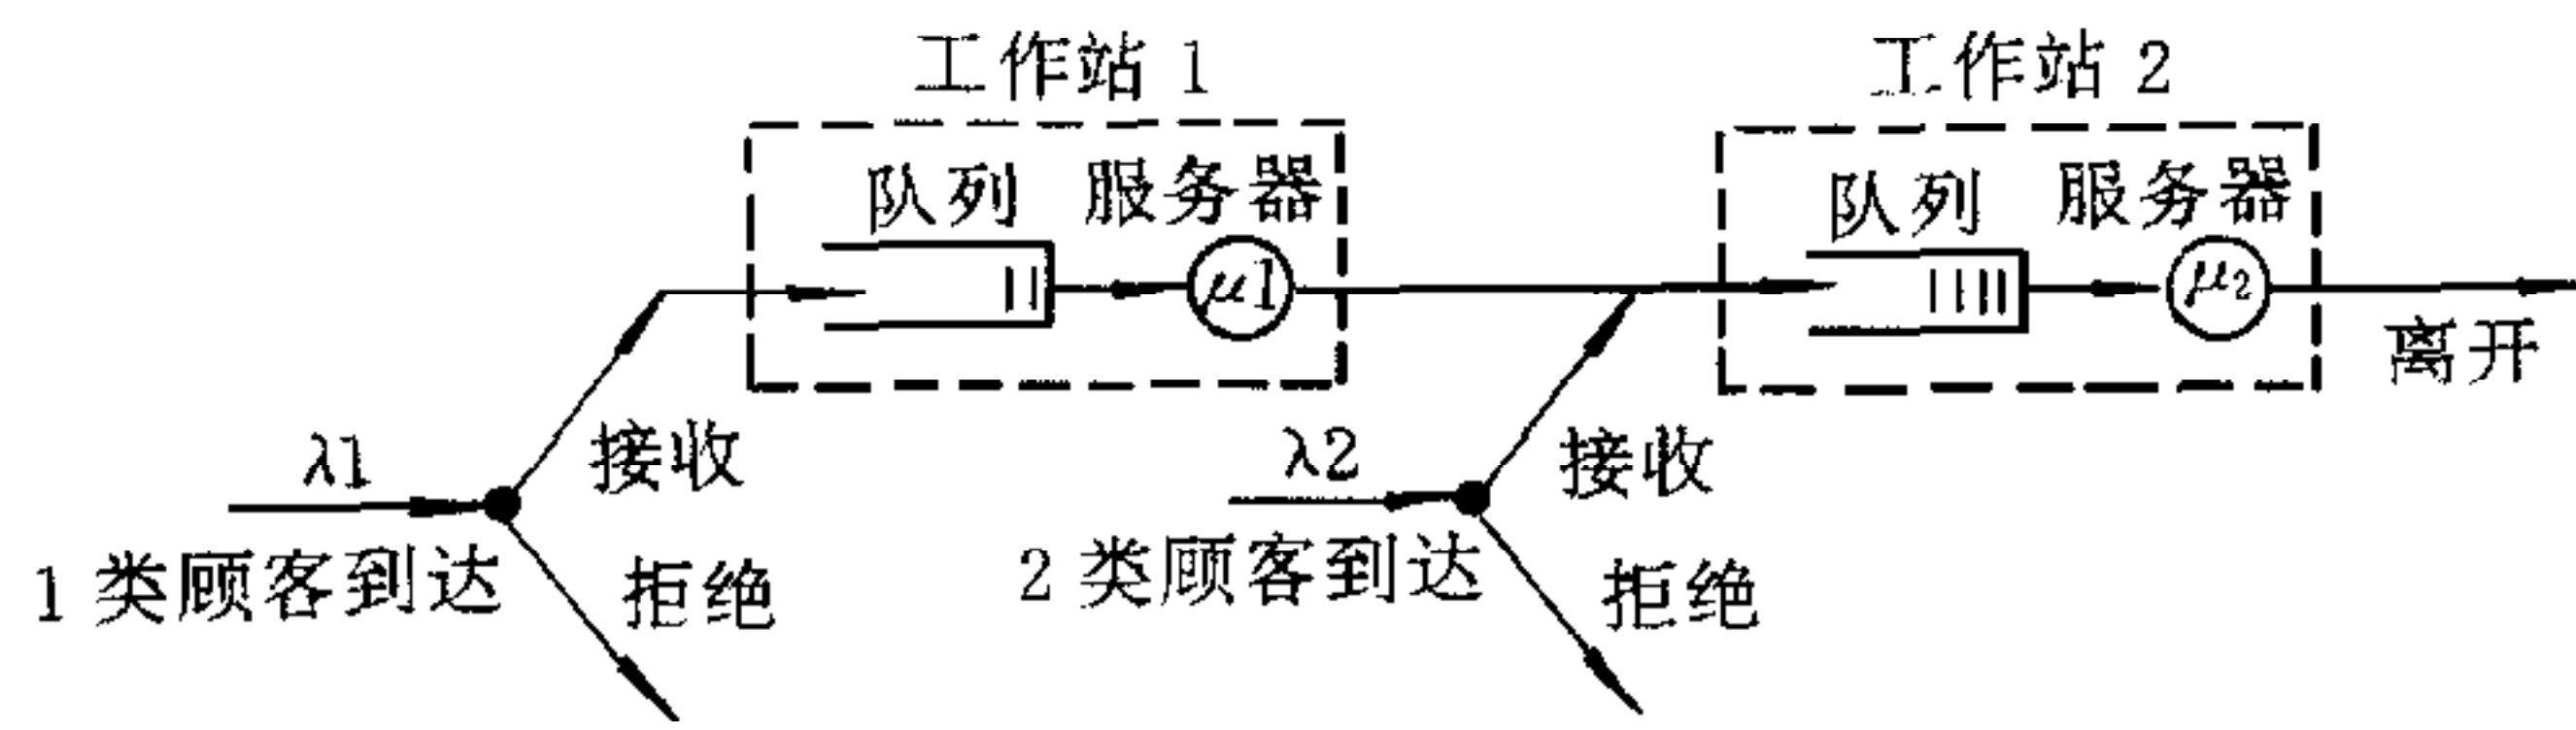 工作站 1
工作站 2
队列 服务器
队列 服务器
μ1
μ2
λ1
接收
λ2
接收
1 类顾客到达
拒绝
2 类顾客到达
拒绝
离开